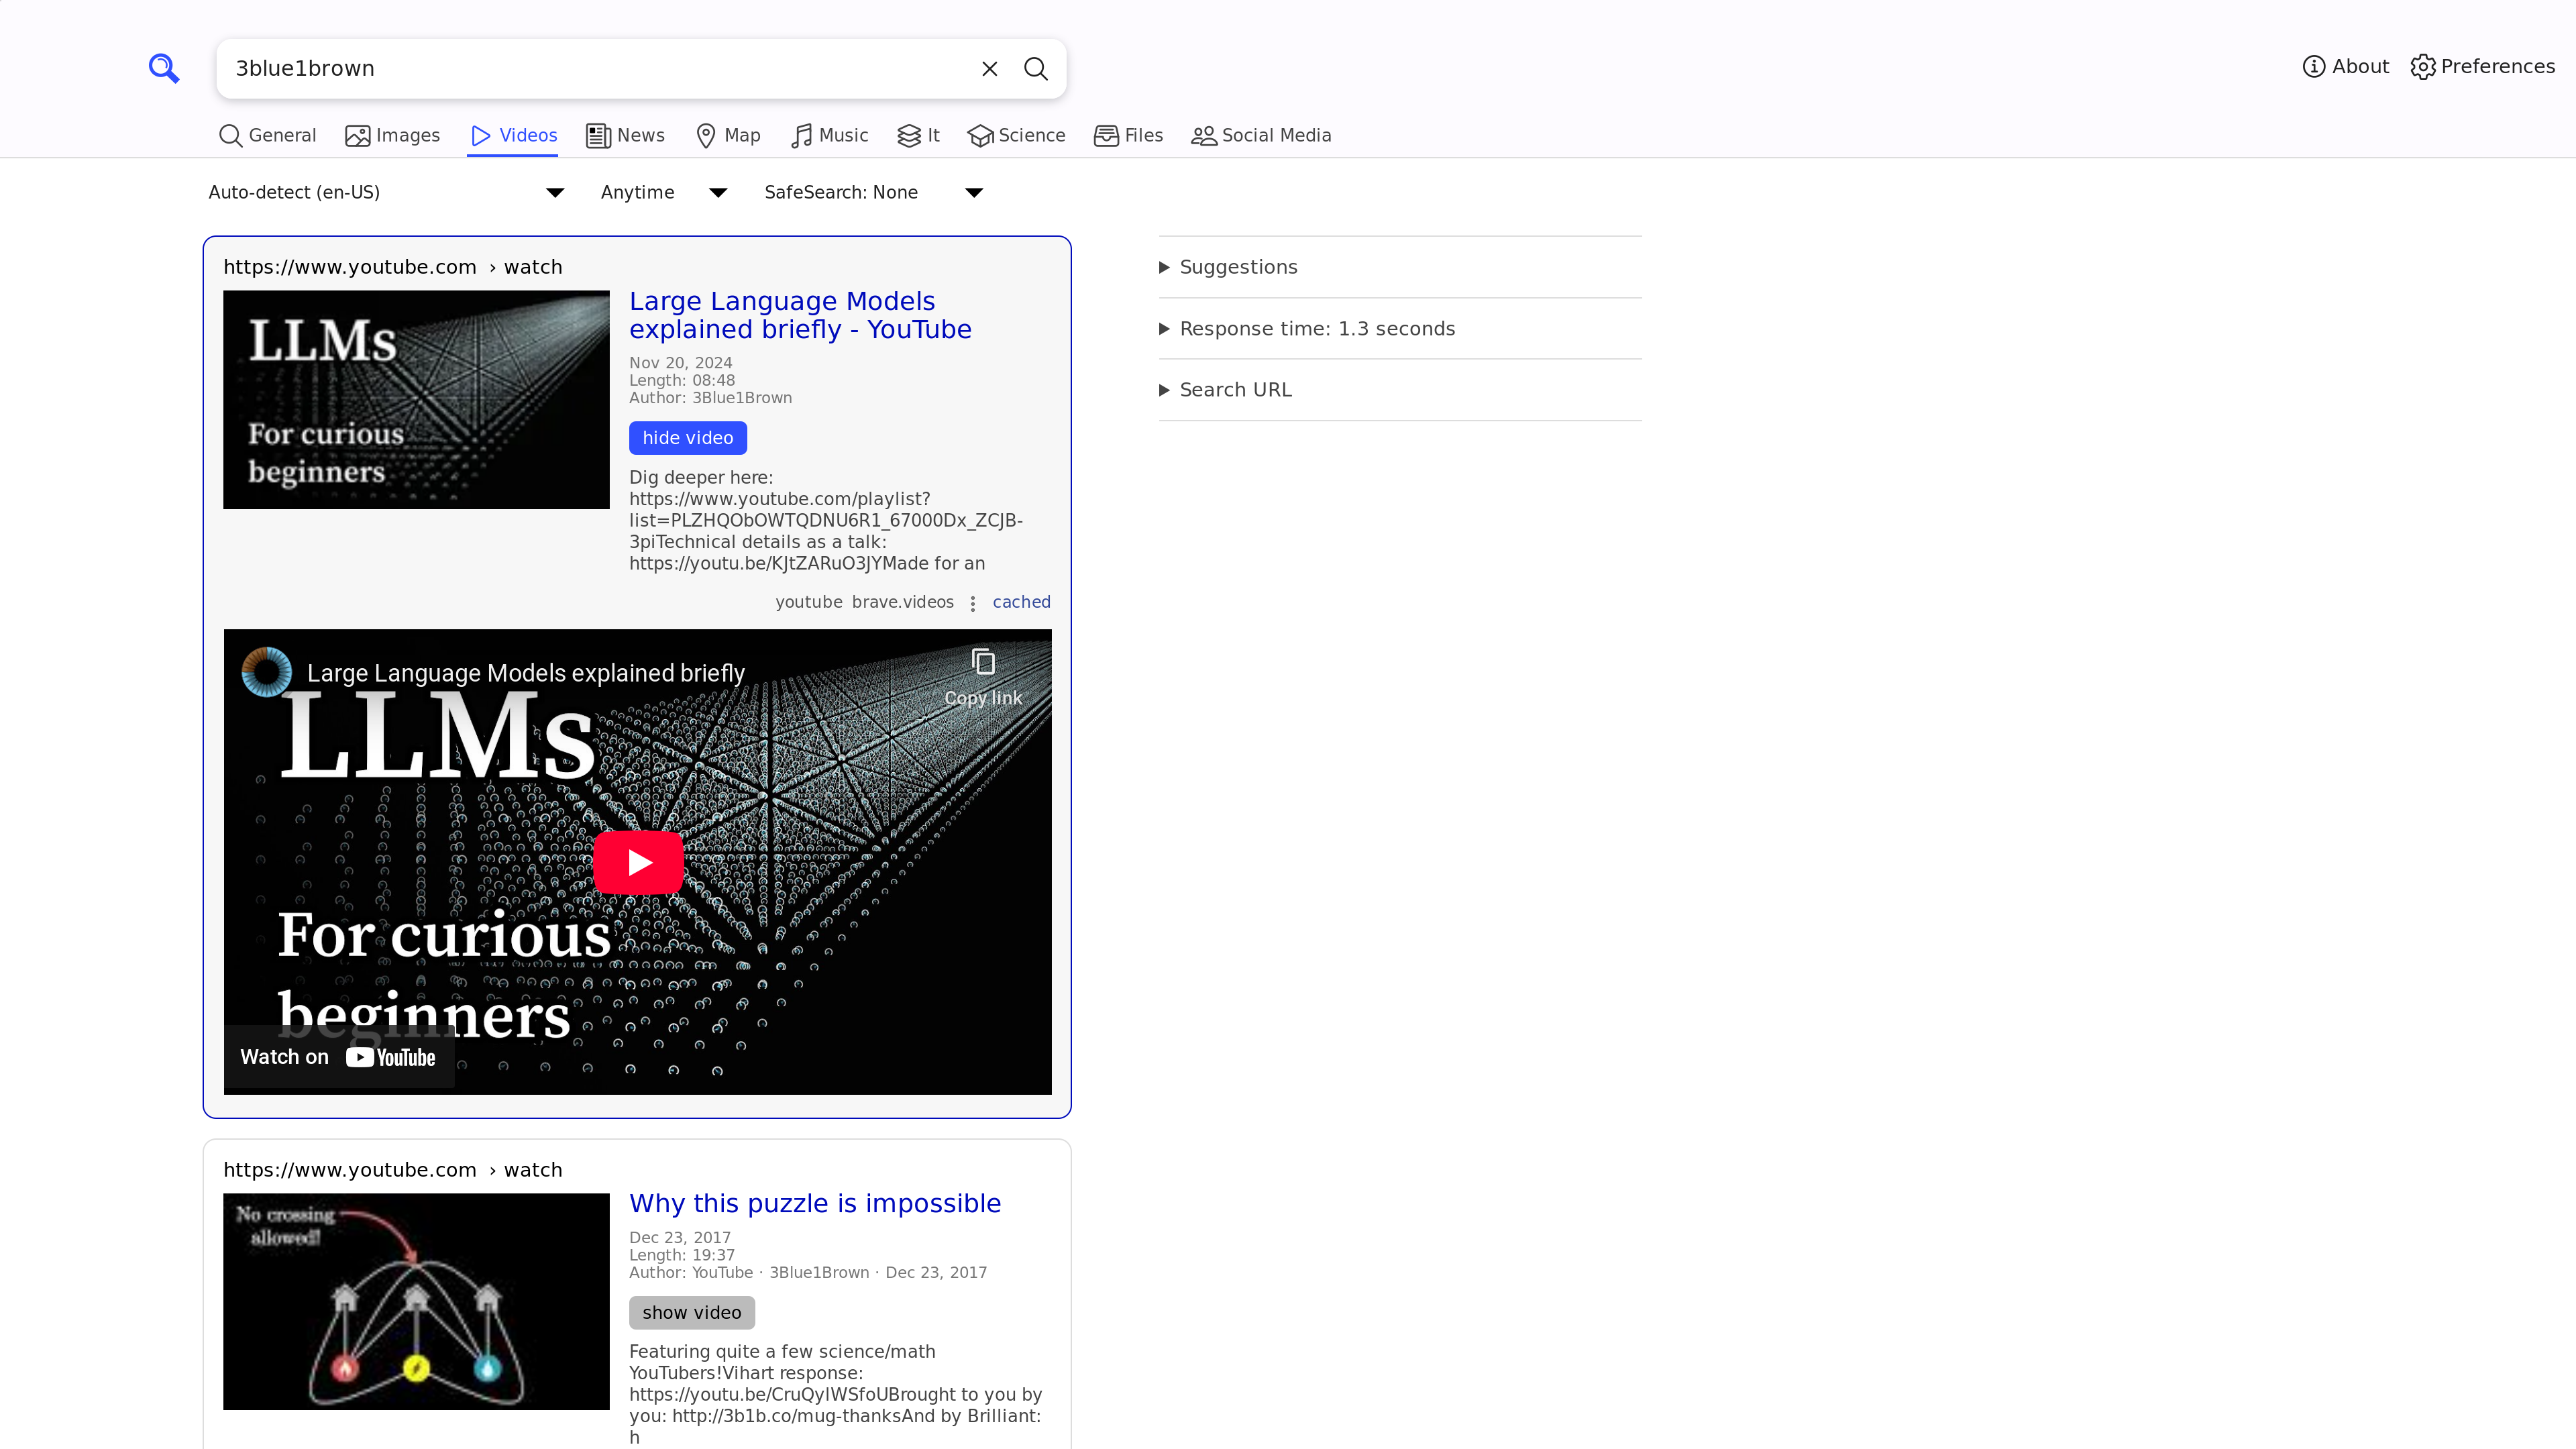 3blue1brown
About
Preferences
General
Images
Videos
News
Map
Music
It
Science
Files
Social Media
Auto-detect (en-US)
Anytime
SafeSearch: None
https://www.youtube.com › watch
LLMs
For curious
beginners
Large Language Models
explained briefly - YouTube
Nov 20, 2024
Length: 08:48
Author: 3Blue1Brown
hide video
Dig deeper here:
https://www.youtube.com/playlist?
list=PLZHQObOWTQDNU6R1_67000Dx_ZCJB-
3piTechnical details as a talk:
https://youtu.be/KJtZARuO3JYMade for an
youtube brave.videos
cached
Large Language Models explained briefly
Copy link
LLMs
For curious
beginners
Watch on YouTube
https://www.youtube.com › watch
No crossing
allowed!
Why this puzzle is impossible
Dec 23, 2017
Length: 19:37
Author: YouTube · 3Blue1Brown · Dec 23, 2017
show video
Featuring quite a few science/math
YouTubers!Vihart response:
https://youtu.be/CruQylWSfoUBrought to you by
you: http://3b1b.co/mug-thanksAnd by Brilliant:
h
Suggestions
Response time: 1.3 seconds
Search URL